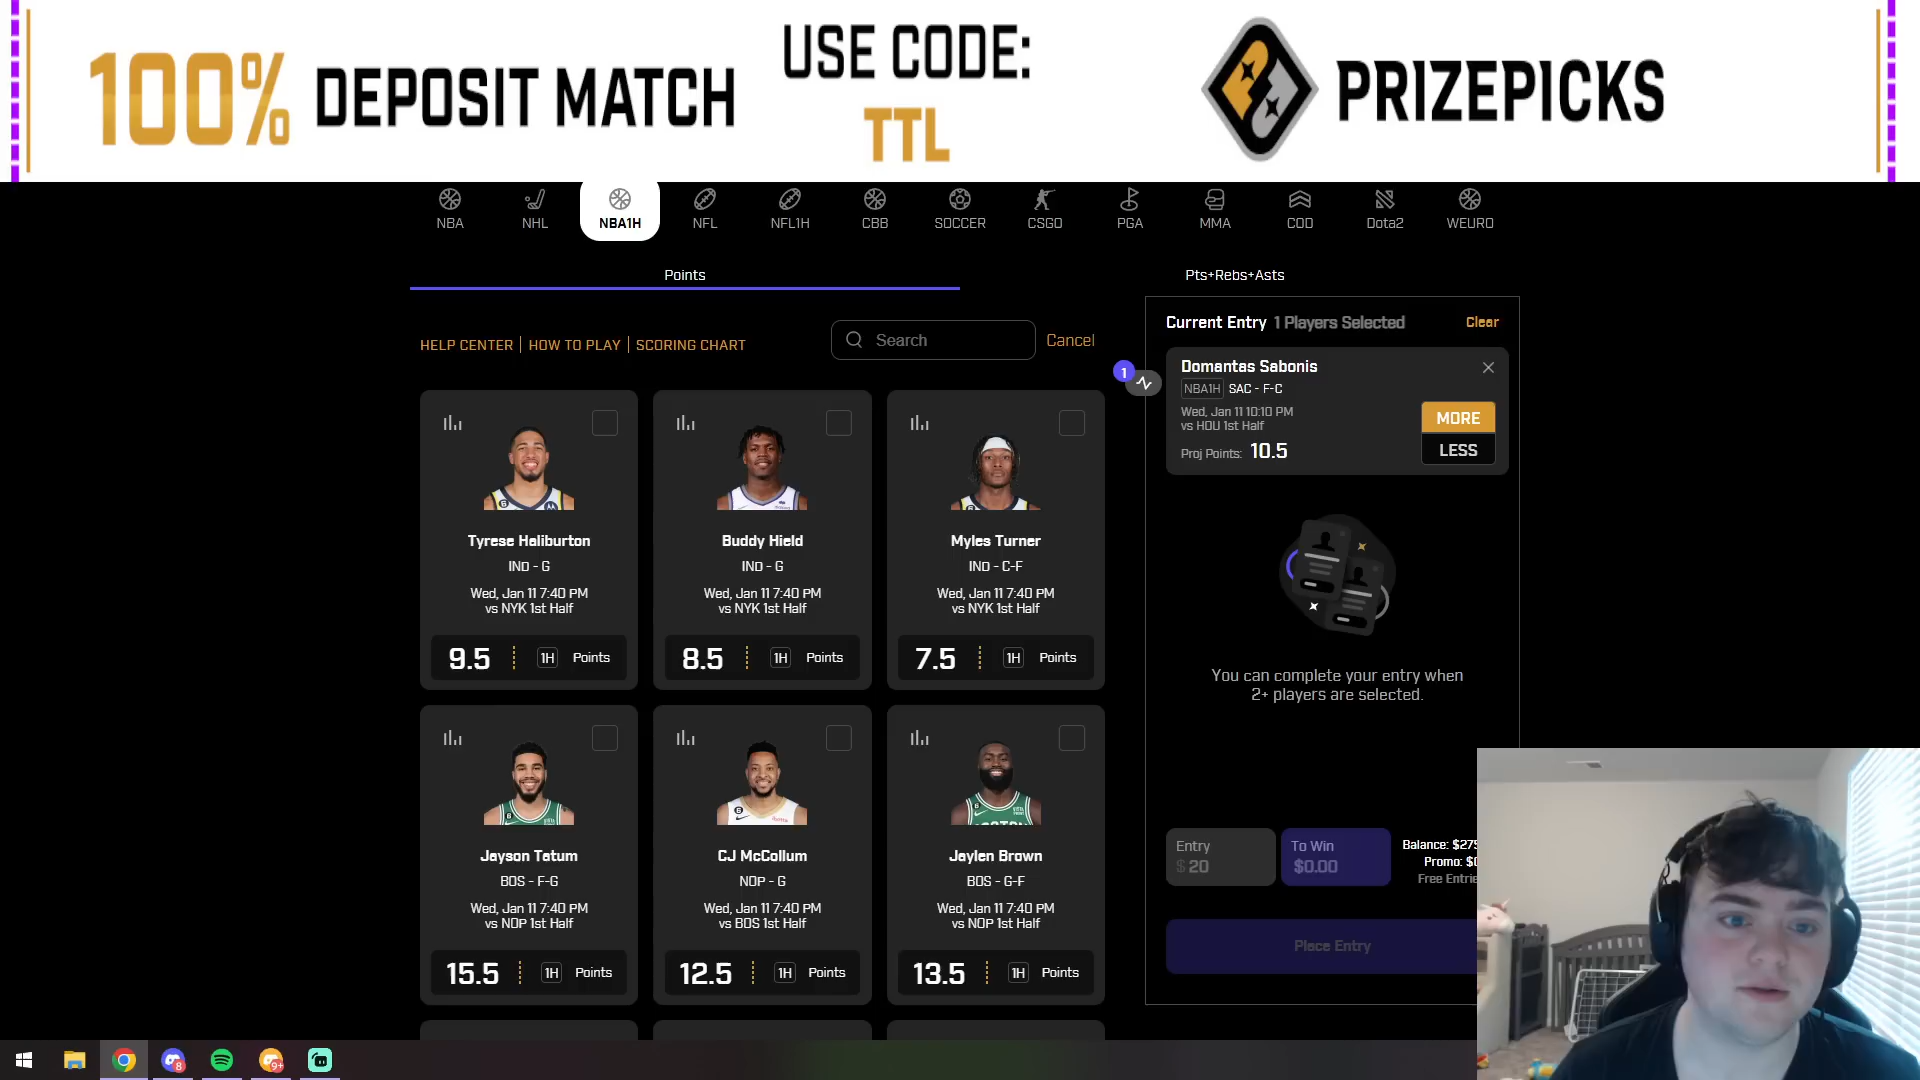 100% DEPOSIT MATCH
USE CODE:
TTL
PRIZEPICKS
NBA
NHL
NBA1H
NFL
NFL1H
CBB
SOCCER
CSGO
PGA
MMA
COD
Dota2
WEURO
Points
Pts+Rebs+Asts
HELP CENTER | HOW TO PLAY | SCORING CHART
Search
Cancel
Tyrese Haliburton
IND - G
Wed, Jan 11 7:40 PM
vs NYK 1st Half
9.5 1H Points
Buddy Hield
IND - G
Wed, Jan 11 7:40 PM
vs NYK 1st Half
8.5 1H Points
Myles Turner
IND - C-F
Wed, Jan 11 7:40 PM
vs NYK 1st Half
7.5 1H Points
Jayson Tatum
BOS - F-G
Wed, Jan 11 7:40 PM
vs NOP 1st Half
15.5 1H Points
CJ McCollum
NOP - G
Wed, Jan 11 7:40 PM
vs BOS 1st Half
12.5 1H Points
Jaylen Brown
BOS - G-F
Wed, Jan 11 7:40 PM
vs NOP 1st Half
13.5 1H Points
Current Entry 1 Players Selected
Clear
1
Domantas Sabonis
NBA1H SAC - F-C
Wed, Jan 11 10:10 PM
vs HOU 1st Half
Proj Points: 10.5
MORE
LESS
You can complete your entry when
2+ players are selected.
Entry
$ 20
To Win
$0.00
Balance: $275
Promo: $0
Free Entrie
Place Entry
8
9+